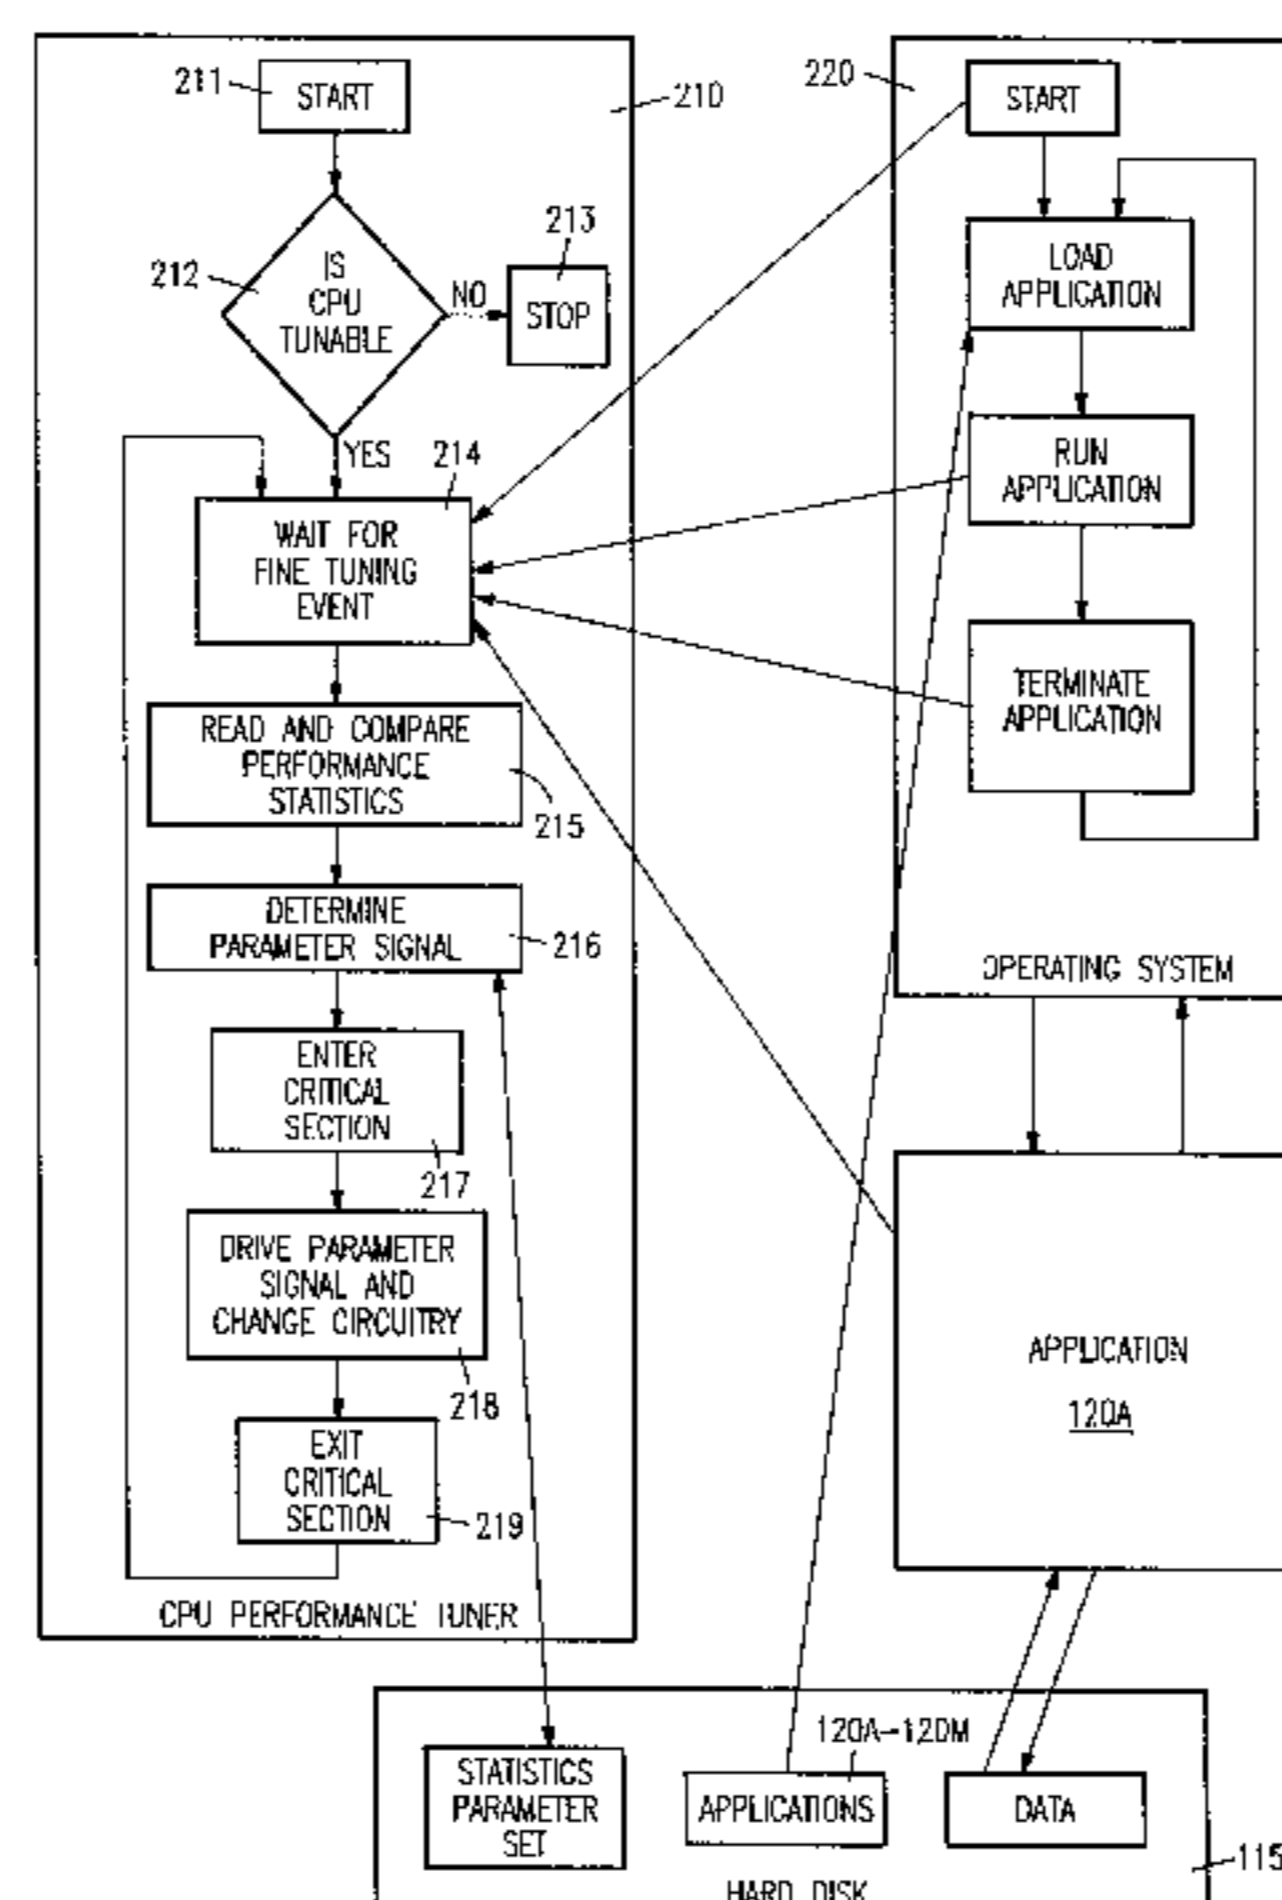 211
START
210
212
IS
CPU
TUNABLE
NO
213
STOP
YES
214
WAIT FOR
FINE TUNING
EVENT
READ AND COMPARE
PERFORMANCE
STATISTICS
215
DETERMINE
PARAMETER SIGNAL
216
ENTER
CRITICAL
SECTION
217
DRIVE PARAMETER
SIGNAL AND
CHANGE CIRCUITRY
218
EXIT
CRITICAL
SECTION
219
CPU PERFORMANCE TUNER
220
START
LOAD
APPLICATION
RUN
APPLICATION
TERMINATE
APPLICATION
OPERATING SYSTEM
APPLICATION
120A
STATISTICS
PARAMETER
SET
120A-120M
APPLICATIONS
DATA
115
HARD DISK